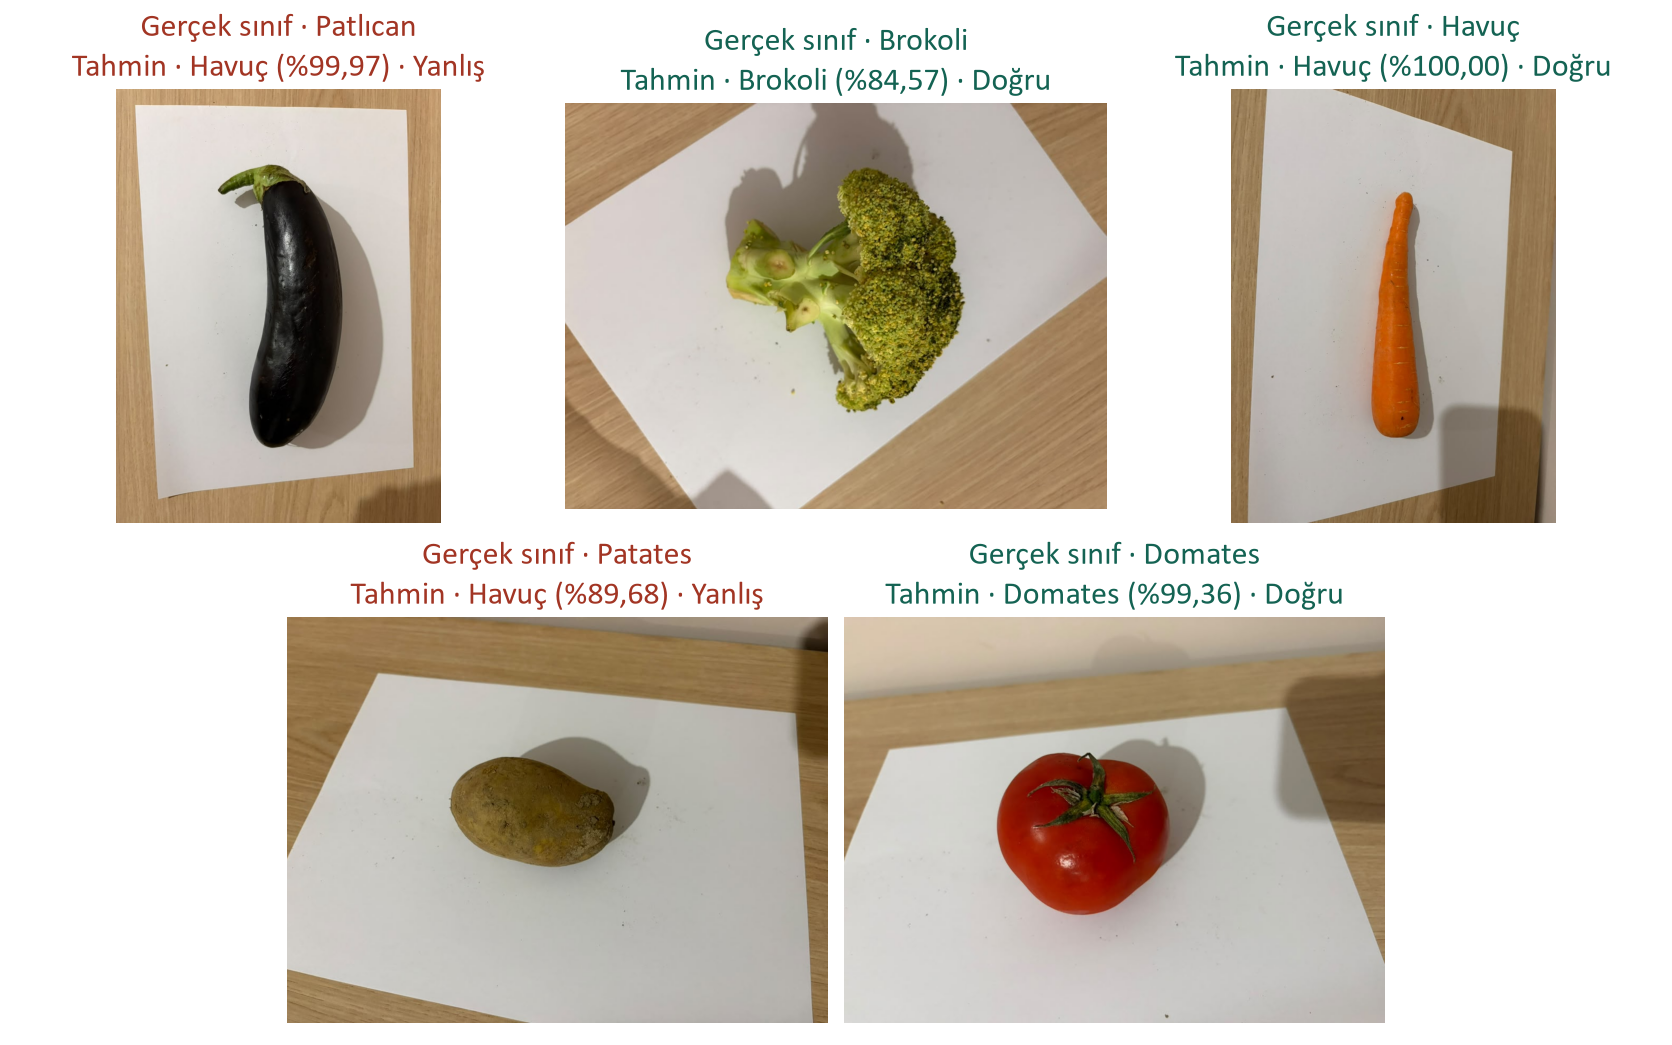 Gerçek sınıf · Patlıcan
Tahmin · Havuç (%99,97) · Yanlış
Gerçek sınıf · Brokoli
Tahmin · Brokoli (%84,57) · Doğru
Gerçek sınıf · Havuç
Tahmin · Havuç (%100,00) · Doğru
Gerçek sınıf · Patates
Tahmin · Havuç (%89,68) · Yanlış
Gerçek sınıf · Domates
Tahmin · Domates (%99,36) · Doğru